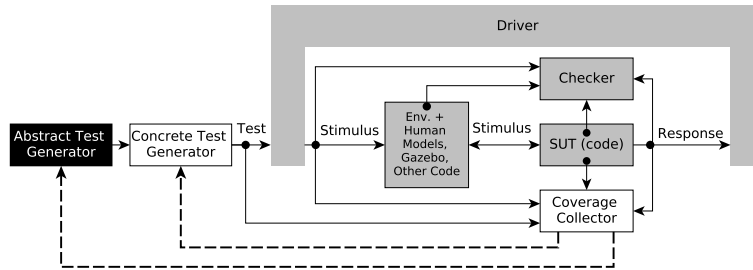 Driver
Checker
Abstract Test
Generator
Concrete Test
Generator
Test
Stimulus
Env. +
Human
Models,
Gazebo,
Other Code
Stimulus
SUT (code)
Response
Coverage
Collector